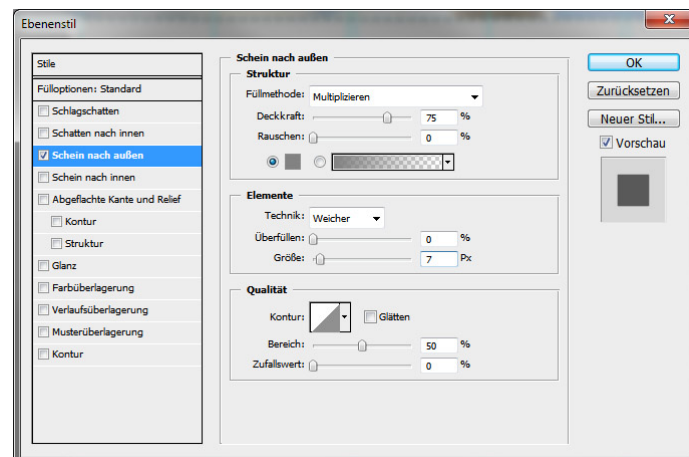 Ebenenstil
Stile
Fülloptionen: Standard
Schlagschatten
Schatten nach innen
Schein nach außen
Schein nach innen
Abgeflachte Kante und Relief
Kontur
Struktur
Glanz
Farbüberlagerung
Verlaufsüberlagerung
Musterüberlagerung
Kontur
Schein nach außen
Struktur
Füllmethode: Multiplizieren
Deckkraft: 75 %
Rauschen: 0 %
Elemente
Technik: Weicher
Überfüllen: 0 %
Größe: 7 Px
Qualität
Kontur: Glätten
Bereich: 50 %
Zufallswert: 0 %
OK
Zurücksetzen
Neuer Stil...
Vorschau